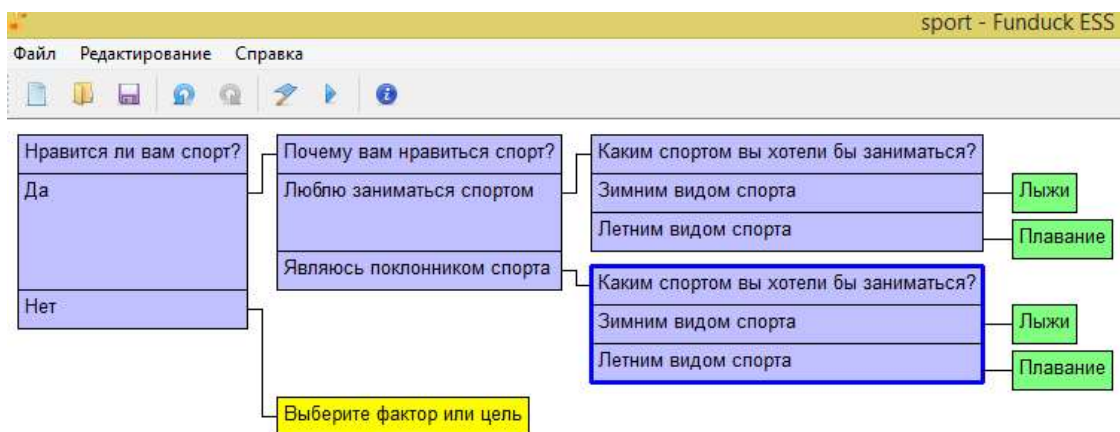 sport - Funduck ESS
Файл Редактирование Справка
Нравится ли вам спорт?
Да
Нет
Почему вам нравиться спорт?
Люблю заниматься спортом
Являюсь поклонником спорта
Каким спортом вы хотели бы заниматься?
Зимним видом спорта
Летним видом спорта
Лыжи
Плавание
Каким спортом вы хотели бы заниматься?
Зимним видом спорта
Летним видом спорта
Лыжи
Плавание
Выберите фактор или цель